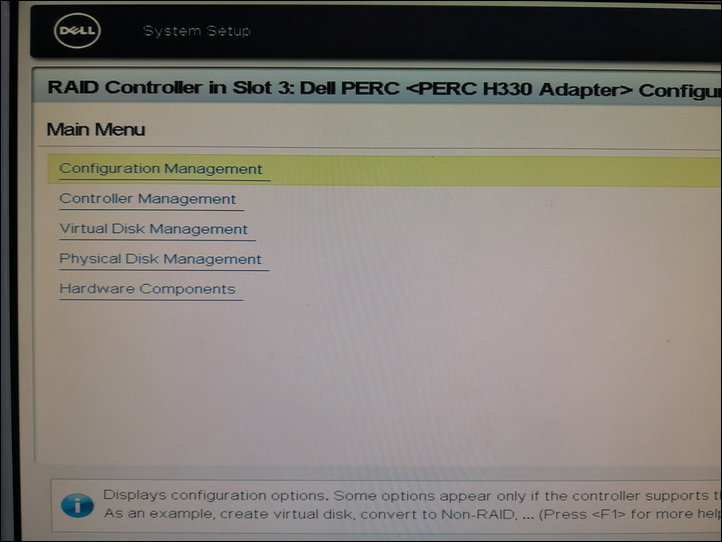 DELL
System Setup
RAID Controller in Slot 3: Dell PERC <PERC H330 Adapter>
Main Menu
Configuration Management
Controller Management
Virtual Disk Management
Physical Disk Management
Hardware Components
Displays configuration options. Some options appear only if the controller supports
As an example, create virtual disk, convert to Non-RAID, ... (Press <F1> for more help